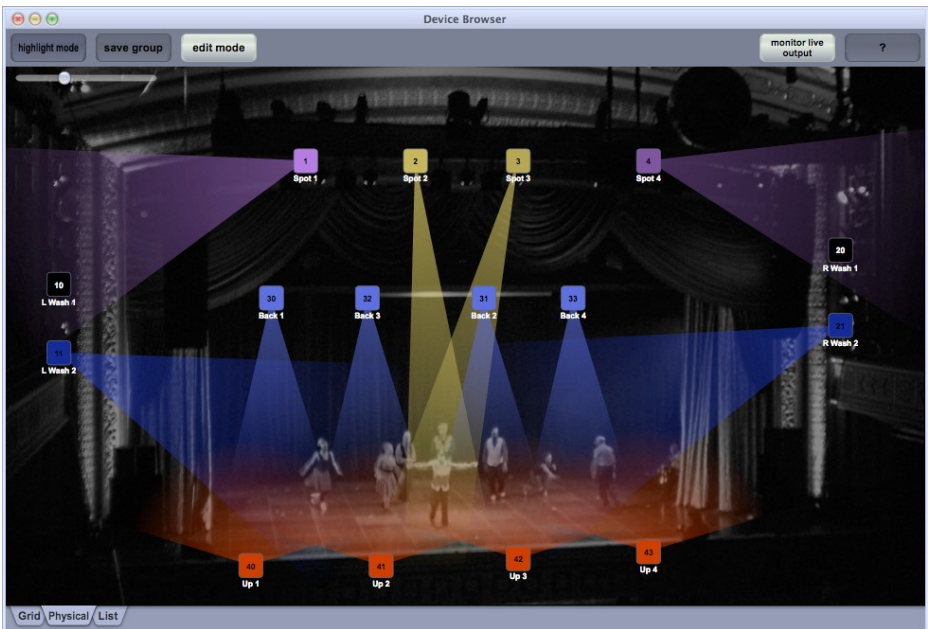 Device Browser
highlight mode
save group
edit mode
monitor live
output
?
1
Spot 1
2
Spot 2
3
Spot 3
4
Spot 4
10
L Wash 1
20
R Wash 1
30
Back 1
32
Back 3
31
Back 2
33
Back 4
11
L Wash 2
21
R Wash 2
40
Up 1
41
Up 2
42
Up 3
43
Up 4
Grid
Physical
List